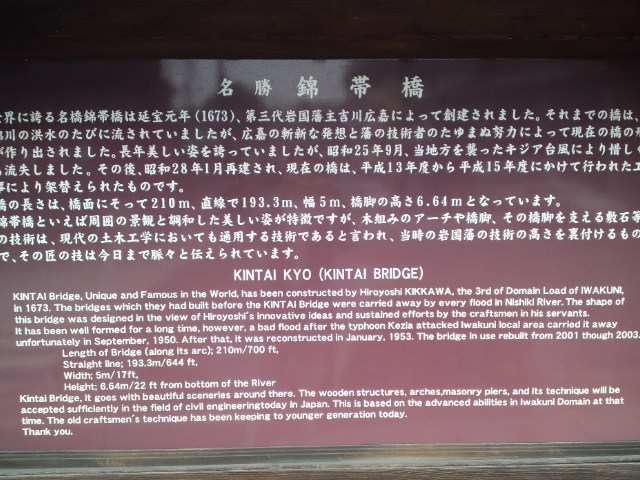 名勝 錦帯橋
世界に誇る名橋錦帯橋は延宝元年(1673)、第三代岩国藩主吉川広嘉によって創建されました。それまでの橋は、
川の洪水のたびに流されていましたが、広嘉の斬新な発想と藩の技術者のたゆまぬ努力によって現在の橋の
が作り出されました。長年美しい姿を誇っていましたが、昭和25年9月、当地方を襲ったキジア台風により惜しく
流失しました。その後、昭和28年1月再建され、現在の橋は、平成13年度から平成15年度にかけて行われた
により架替えられたものです。
橋の長さは、橋面にそって210m、直線で193.3m、幅5m、橋脚の高さ6.64mとなっています。
錦帯橋といえば周囲の景観と調和した美しい姿が特徴ですが、木組みのアーチや橋脚、その橋脚を支える敷石等
の技術は、現代の土木工学においても通用する技術であると言われ、当時の岩国藩の技術の高さを裏付けるもの
で、その匠の技は今日まで脈々と伝えられています。
KINTAI KYO (KINTAI BRIDGE)
KINTAI Bridge, Unique and Famous in the World, has been constructed by Hiroyoshi KIKKAWA, the 3rd of Domain Load of IWAKUNI,
in 1673. The bridges which they had built before the KINTAI Bridge were carried away by every flood in Nishiki River. The shape of
this bridge was designed in the view of Hiroyoshi's innovative ideas and sustained efforts by the craftsmen in his servants.
It has been well formed for a long time, however, a bad flood after the typhoon Kezia attacked Iwakuni local area carried it away
unfortunately in September, 1950. After that, it was reconstructed in January, 1953. The bridge in use rebuilt from 2001 though 2003.
Length of Bridge (along its arc); 210m/700 ft,
Straight line; 193.3m/644 ft,
Width; 5m/17ft,
Height; 6.64m/22 ft from bottom of the River
Kintai Bridge, it goes with beautiful sceneries around there. The wooden structures, arches,masonry piers, and its technique will be
accepted sufficiently in the field of civil engineeringtoday in Japan. This is based on the advanced abilities in Iwakuni Domain at that
time. The old craftsmen's technique has been keeping to younger generation today.
Thank you.